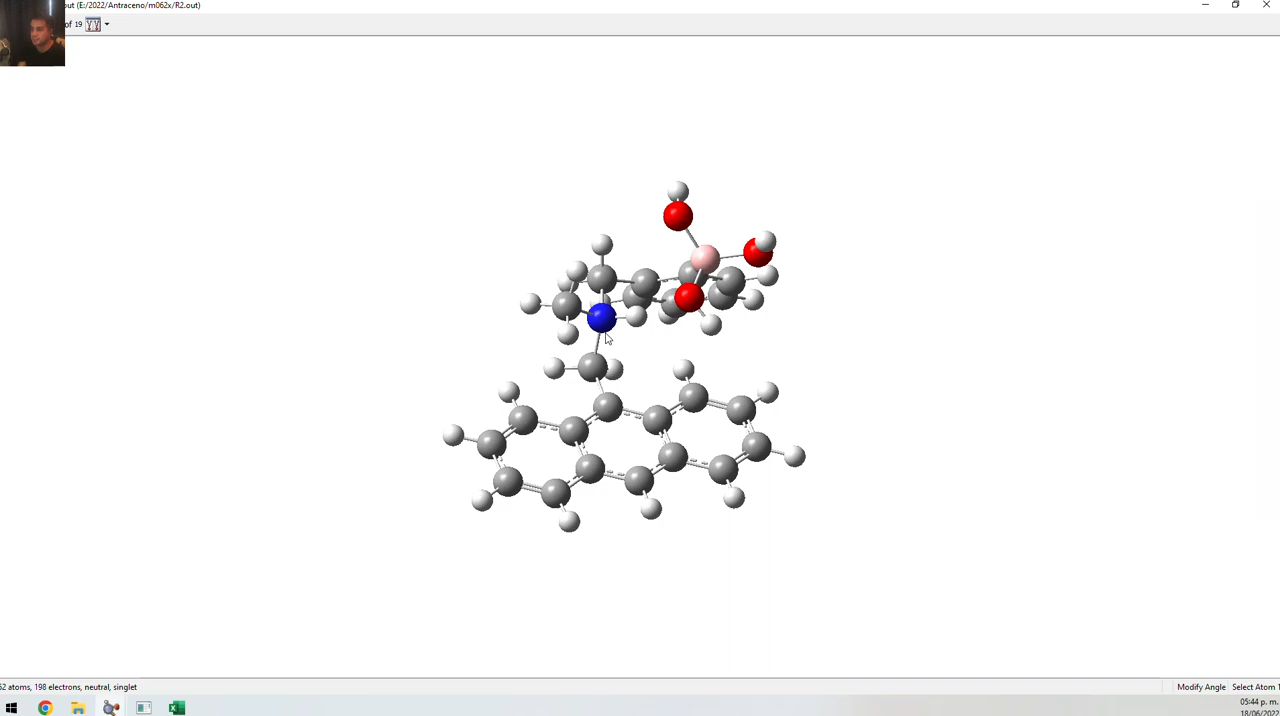 out (E:/2022/Antraceno/m062x/R2.out)
of 19
2 atoms, 198 electrons, neutral, singlet
Modify Angle
Select Atom 1
05:44 p. m.
18/06/2022